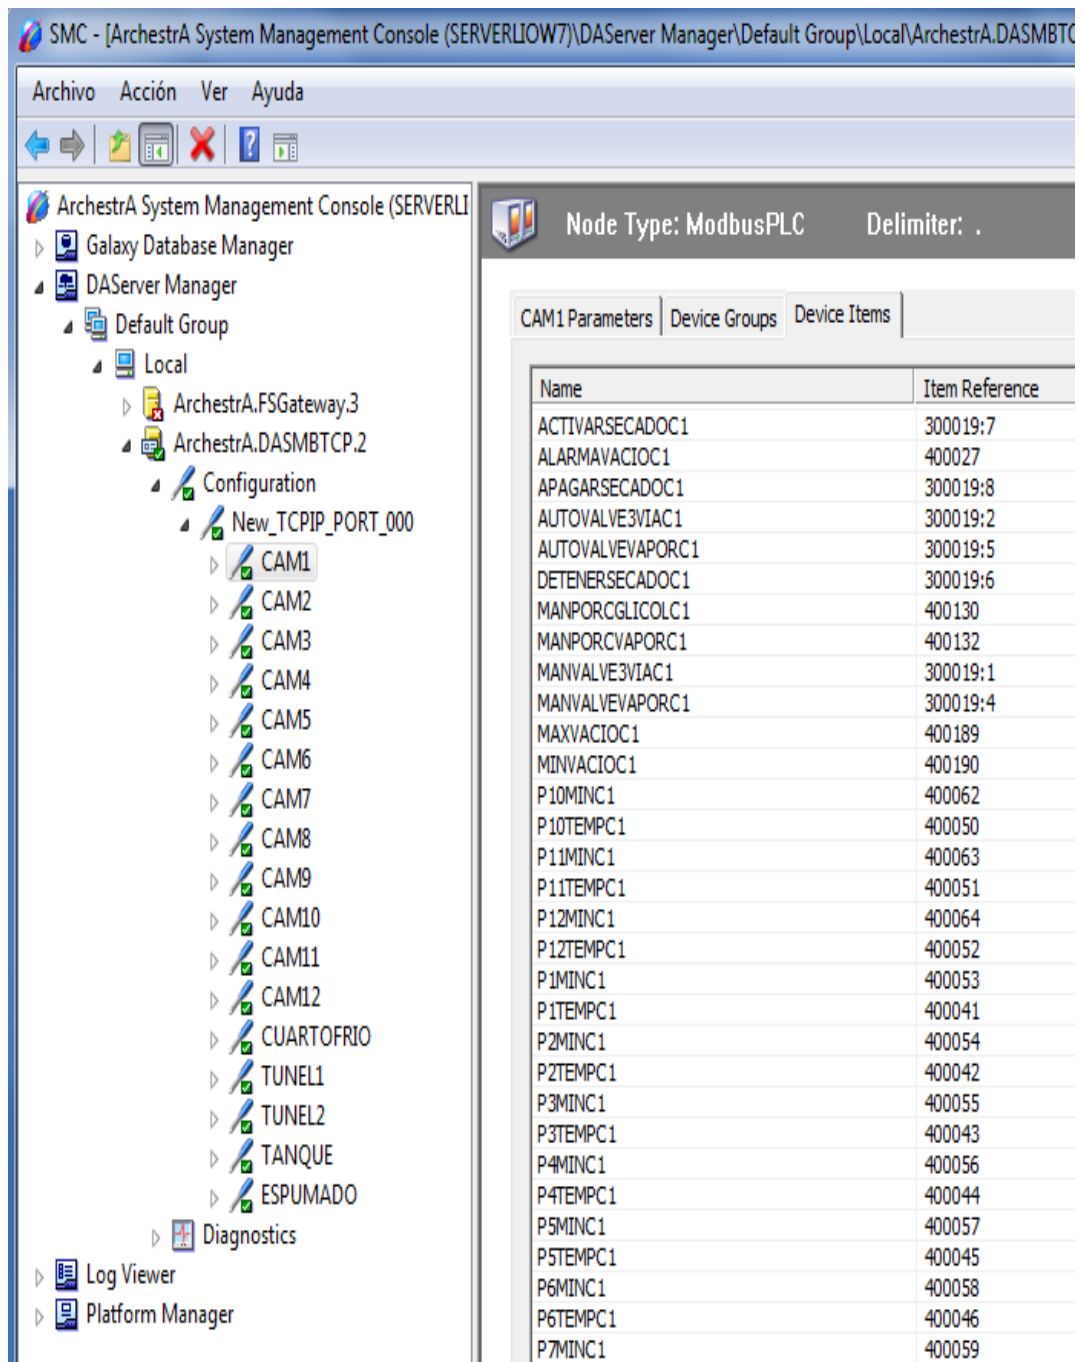 SMC - [ArchestrA System Management Console (SERVERLIOW7)\DAServer Manager\Default Group\Local\ArchestrA.DASMBTC
Archivo Acción Ver Ayuda
ArchestrA System Management Console (SERVERLI
Galaxy Database Manager
DAServer Manager
Default Group
Local
ArchestrA.FSGateway.3
ArchestrA.DASMBTCP.2
Configuration
New_TCPIP_PORT_000
CAM1
CAM2
CAM3
CAM4
CAM5
CAM6
CAM7
CAM8
CAM9
CAM10
CAM11
CAM12
CUARTOFRIO
TUNEL1
TUNEL2
TANQUE
ESPUMADO
Diagnostics
Log Viewer
Platform Manager
Node Type: ModbusPLC Delimiter: .
CAM1 Parameters Device Groups Device Items
Name Item Reference
ACTIVARSECADOC1 300019:7
ALARMAVACIOC1 400027
APAGARSECADOC1 300019:8
AUTOVALVE3VIAC1 300019:2
AUTOVALVEVAPORC1 300019:5
DETENERSECADOC1 300019:6
MANPORCGLICOLC1 400130
MANPORCVAPORC1 400132
MANVALVE3VIAC1 300019:1
MANVALVEVAPORC1 300019:4
MAXVACIOC1 400189
MINVACIOC1 400190
P10MINC1 400062
P10TEMPC1 400050
P11MINC1 400063
P11TEMPC1 400051
P12MINC1 400064
P12TEMPC1 400052
P1MINC1 400053
P1TEMPC1 400041
P2MINC1 400054
P2TEMPC1 400042
P3MINC1 400055
P3TEMPC1 400043
P4MINC1 400056
P4TEMPC1 400044
P5MINC1 400057
P5TEMPC1 400045
P6MINC1 400058
P6TEMPC1 400046
P7MINC1 400059